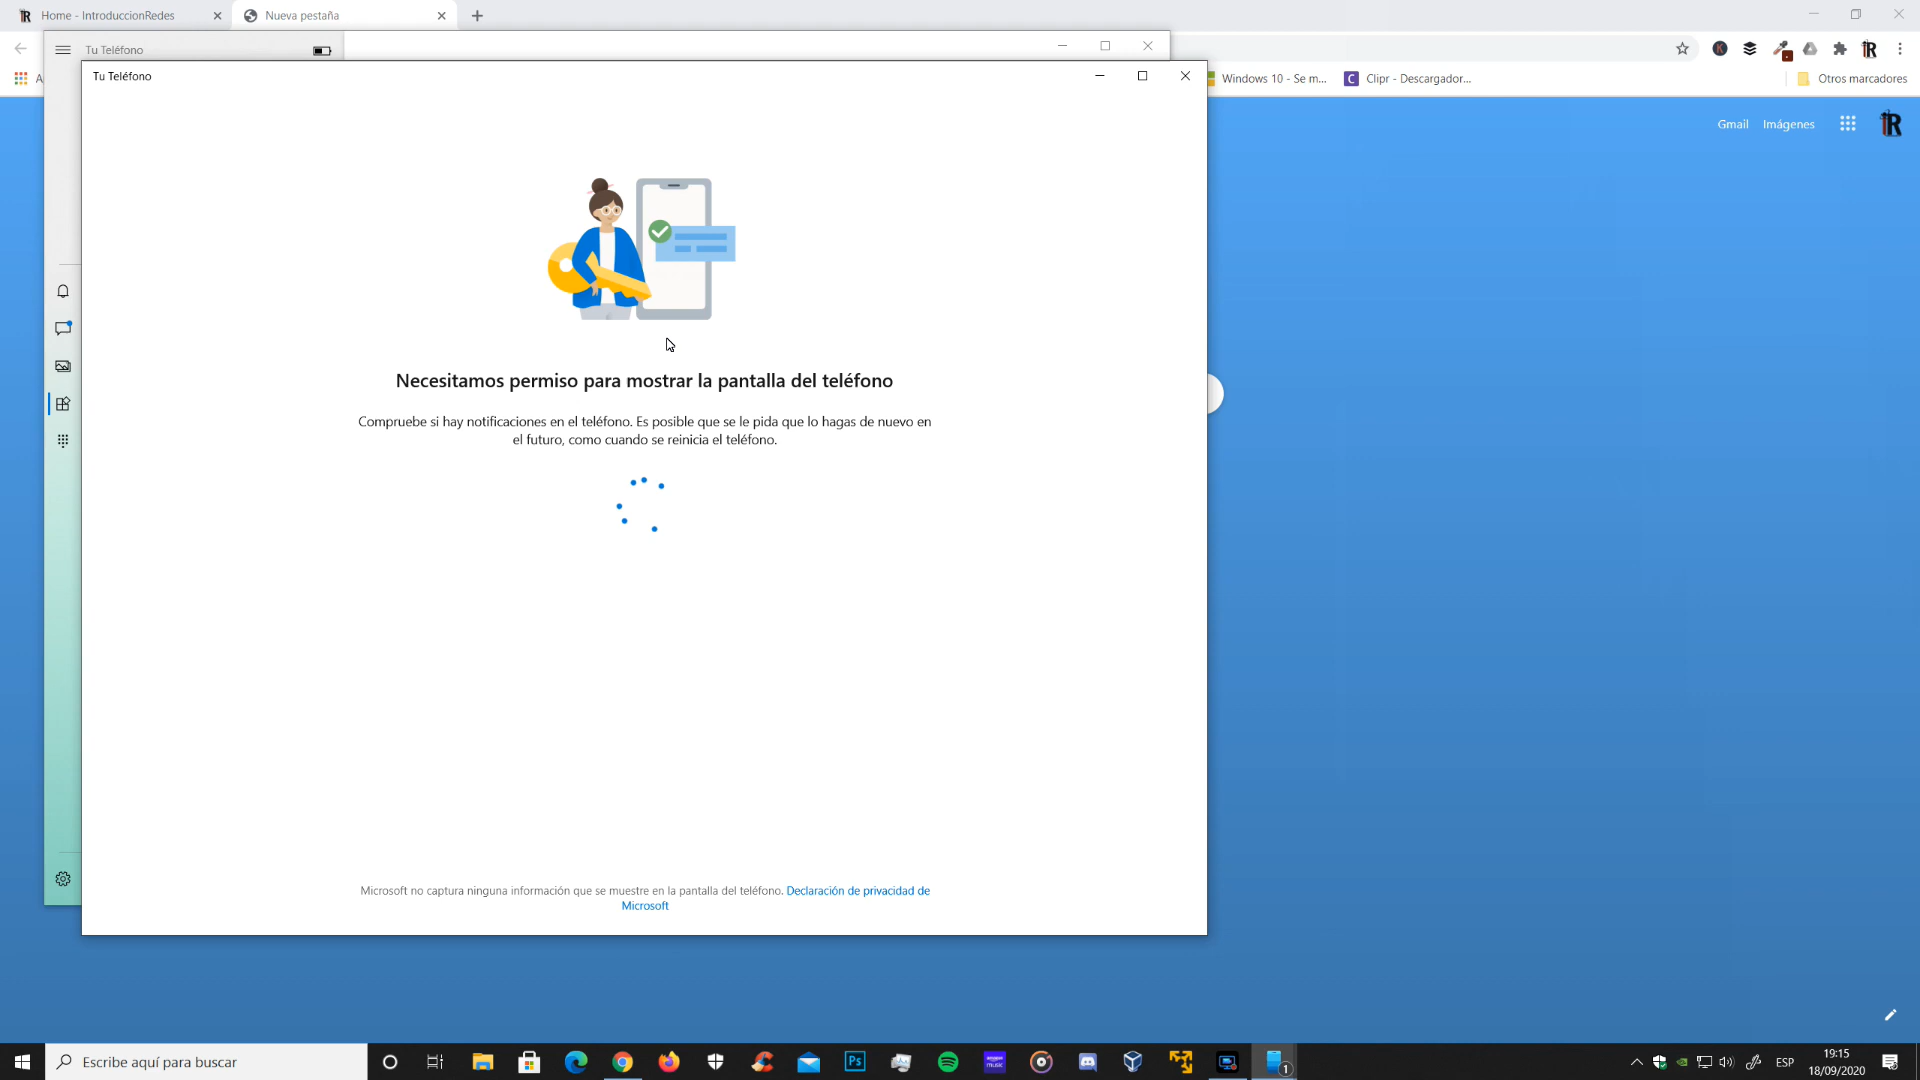 Home - IntroduccionRedes
Nueva pestaña
Tu Teléfono
Tu Teléfono
Windows 10 - Se m...
C Clipr - Descargador...
Otros marcadores
Gmail Imágenes
Necesitamos permiso para mostrar la pantalla del teléfono
Compruebe si hay notificaciones en el teléfono. Es posible que se le pida que lo hagas de nuevo en
el futuro, como cuando se reinicia el teléfono.
Microsoft no captura ninguna información que se muestre en la pantalla del teléfono. Declaración de privacidad de
Microsoft
Escribe aquí para buscar
Ps
music
1
ESP
19:15
18/09/2020